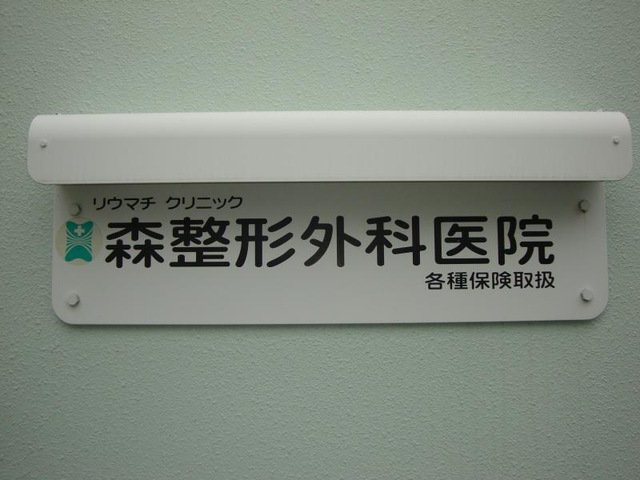 リウマチ クリニック
森整形外科医院
各種保険取扱